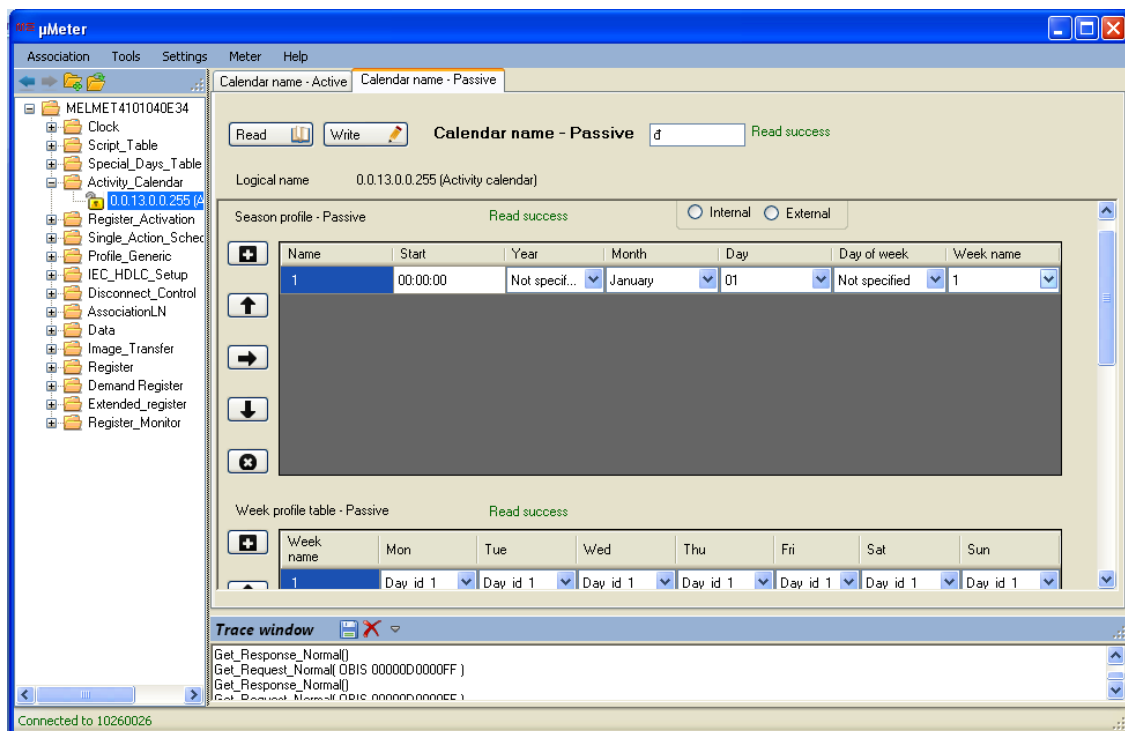 µMeter
Association Tools Settings Meter Help
Calendar name - Active Calendar name - Passive
MELMET4101040E34
Clock
Script_Table
Special_Days_Table
Activity_Calendar
0.0.13.0.0.255 (A
Register_Activation
Single_Action_Sched
Profile_Generic
IEC_HDLC_Setup
Disconnect_Control
AssociationLN
Data
Image_Transfer
Register
Demand Register
Extended_register
Register_Monitor
Read Write Calendar name - Passive Read success
Logical name 0.0.13.0.0.255 (Activity calendar)
Season profile - Passive Read success Internal External
Name Start Year Month Day Day of week Week name
1 00:00:00 Not specif... January 01 Not specified 1
Week profile table - Passive Read success
Week name Mon Tue Wed Thu Fri Sat Sun
1 Day id 1 Day id 1 Day id 1 Day id 1 Day id 1 Day id 1 Day id 1
Trace window
Get_Response_Normal()
Get_Request_Normal( OBIS 00000D0000FF )
Get_Response_Normal()
Get_Request_Normal( OBIS 00000D0000FF )
Connected to 10260026